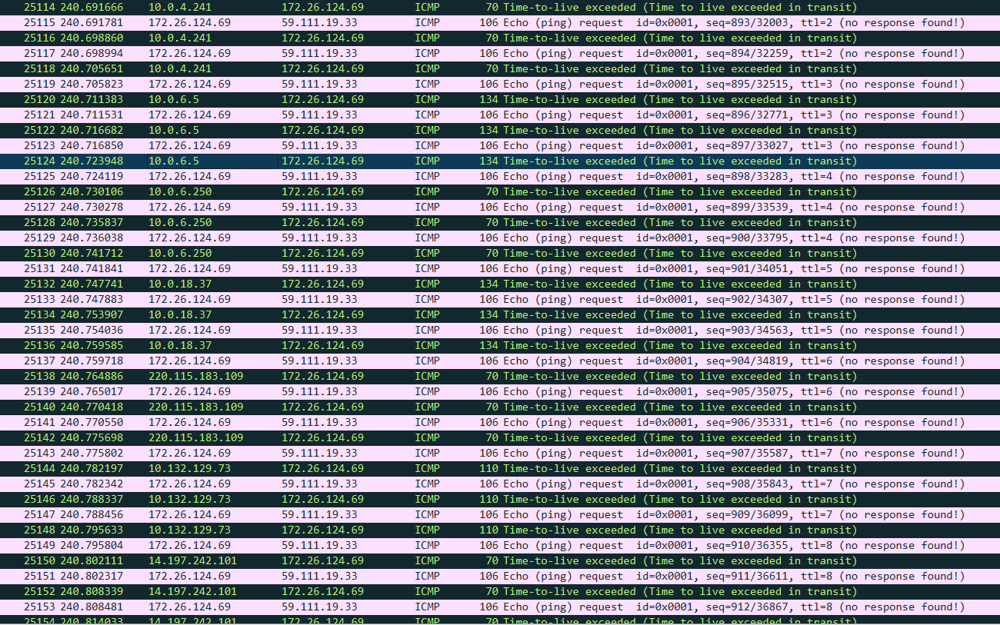 25114 240.691666 10.0.4.241 172.26.124.69 ICMP 70 Time-to-live exceeded (Time to live exceeded in transit)
25115 240.691781 172.26.124.69 59.111.19.33 ICMP 106 Echo (ping) request id=0x0001, seq=893/32003, ttl=2 (no response found!)
25116 240.698860 10.0.4.241 172.26.124.69 ICMP 70 Time-to-live exceeded (Time to live exceeded in transit)
25117 240.698994 172.26.124.69 59.111.19.33 ICMP 106 Echo (ping) request id=0x0001, seq=894/32259, ttl=2 (no response found!)
25118 240.705651 10.0.4.241 172.26.124.69 ICMP 70 Time-to-live exceeded (Time to live exceeded in transit)
25119 240.705823 172.26.124.69 59.111.19.33 ICMP 106 Echo (ping) request id=0x0001, seq=895/32515, ttl=3 (no response found!)
25120 240.711383 10.0.6.5 172.26.124.69 ICMP 134 Time-to-live exceeded (Time to live exceeded in transit)
25121 240.711531 172.26.124.69 59.111.19.33 ICMP 106 Echo (ping) request id=0x0001, seq=896/32771, ttl=3 (no response found!)
25122 240.716682 10.0.6.5 172.26.124.69 ICMP 134 Time-to-live exceeded (Time to live exceeded in transit)
25123 240.716850 172.26.124.69 59.111.19.33 ICMP 106 Echo (ping) request id=0x0001, seq=897/33027, ttl=3 (no response found!)
25124 240.723948 10.0.6.5 172.26.124.69 ICMP 134 Time-to-live exceeded (Time to live exceeded in transit)
25125 240.724119 172.26.124.69 59.111.19.33 ICMP 106 Echo (ping) request id=0x0001, seq=898/33283, ttl=4 (no response found!)
25126 240.730106 10.0.6.250 172.26.124.69 ICMP 70 Time-to-live exceeded (Time to live exceeded in transit)
25127 240.730278 172.26.124.69 59.111.19.33 ICMP 106 Echo (ping) request id=0x0001, seq=899/33539, ttl=4 (no response found!)
25128 240.735837 10.0.6.250 172.26.124.69 ICMP 70 Time-to-live exceeded (Time to live exceeded in transit)
25129 240.736038 172.26.124.69 59.111.19.33 ICMP 106 Echo (ping) request id=0x0001, seq=900/33795, ttl=4 (no response found!)
25130 240.741712 10.0.6.250 172.26.124.69 ICMP 70 Time-to-live exceeded (Time to live exceeded in transit)
25131 240.741841 172.26.124.69 59.111.19.33 ICMP 106 Echo (ping) request id=0x0001, seq=901/34051, ttl=5 (no response found!)
25132 240.747741 10.0.18.37 172.26.124.69 ICMP 134 Time-to-live exceeded (Time to live exceeded in transit)
25133 240.747883 172.26.124.69 59.111.19.33 ICMP 106 Echo (ping) request id=0x0001, seq=902/34307, ttl=5 (no response found!)
25134 240.753907 10.0.18.37 172.26.124.69 ICMP 134 Time-to-live exceeded (Time to live exceeded in transit)
25135 240.754036 172.26.124.69 59.111.19.33 ICMP 106 Echo (ping) request id=0x0001, seq=903/34563, ttl=5 (no response found!)
25136 240.759585 10.0.18.37 172.26.124.69 ICMP 134 Time-to-live exceeded (Time to live exceeded in transit)
25137 240.759718 172.26.124.69 59.111.19.33 ICMP 106 Echo (ping) request id=0x0001, seq=904/34819, ttl=6 (no response found!)
25138 240.764886 220.115.183.109 172.26.124.69 ICMP 70 Time-to-live exceeded (Time to live exceeded in transit)
25139 240.765017 172.26.124.69 59.111.19.33 ICMP 106 Echo (ping) request id=0x0001, seq=905/35075, ttl=6 (no response found!)
25140 240.770418 220.115.183.109 172.26.124.69 ICMP 70 Time-to-live exceeded (Time to live exceeded in transit)
25141 240.770550 172.26.124.69 59.111.19.33 ICMP 106 Echo (ping) request id=0x0001, seq=906/35331, ttl=6 (no response found!)
25142 240.775698 220.115.183.109 172.26.124.69 ICMP 70 Time-to-live exceeded (Time to live exceeded in transit)
25143 240.775802 172.26.124.69 59.111.19.33 ICMP 106 Echo (ping) request id=0x0001, seq=907/35587, ttl=7 (no response found!)
25144 240.782197 10.132.129.73 172.26.124.69 ICMP 110 Time-to-live exceeded (Time to live exceeded in transit)
25145 240.782342 172.26.124.69 59.111.19.33 ICMP 106 Echo (ping) request id=0x0001, seq=908/35843, ttl=7 (no response found!)
25146 240.788337 10.132.129.73 172.26.124.69 ICMP 110 Time-to-live exceeded (Time to live exceeded in transit)
25147 240.788456 172.26.124.69 59.111.19.33 ICMP 106 Echo (ping) request id=0x0001, seq=909/36099, ttl=7 (no response found!)
25148 240.795633 10.132.129.73 172.26.124.69 ICMP 110 Time-to-live exceeded (Time to live exceeded in transit)
25149 240.795804 172.26.124.69 59.111.19.33 ICMP 106 Echo (ping) request id=0x0001, seq=910/36355, ttl=8 (no response found!)
25150 240.802111 14.197.242.101 172.26.124.69 ICMP 70 Time-to-live exceeded (Time to live exceeded in transit)
25151 240.802317 172.26.124.69 59.111.19.33 ICMP 106 Echo (ping) request id=0x0001, seq=911/36611, ttl=8 (no response found!)
25152 240.808339 14.197.242.101 172.26.124.69 ICMP 70 Time-to-live exceeded (Time to live exceeded in transit)
25153 240.808481 172.26.124.69 59.111.19.33 ICMP 106 Echo (ping) request id=0x0001, seq=912/36867, ttl=8 (no response found!)
25154 240.814033 14.197.242.101 172.26.124.69 ICMP 70 Time-to-live exceeded (Time to live exceeded in transit)